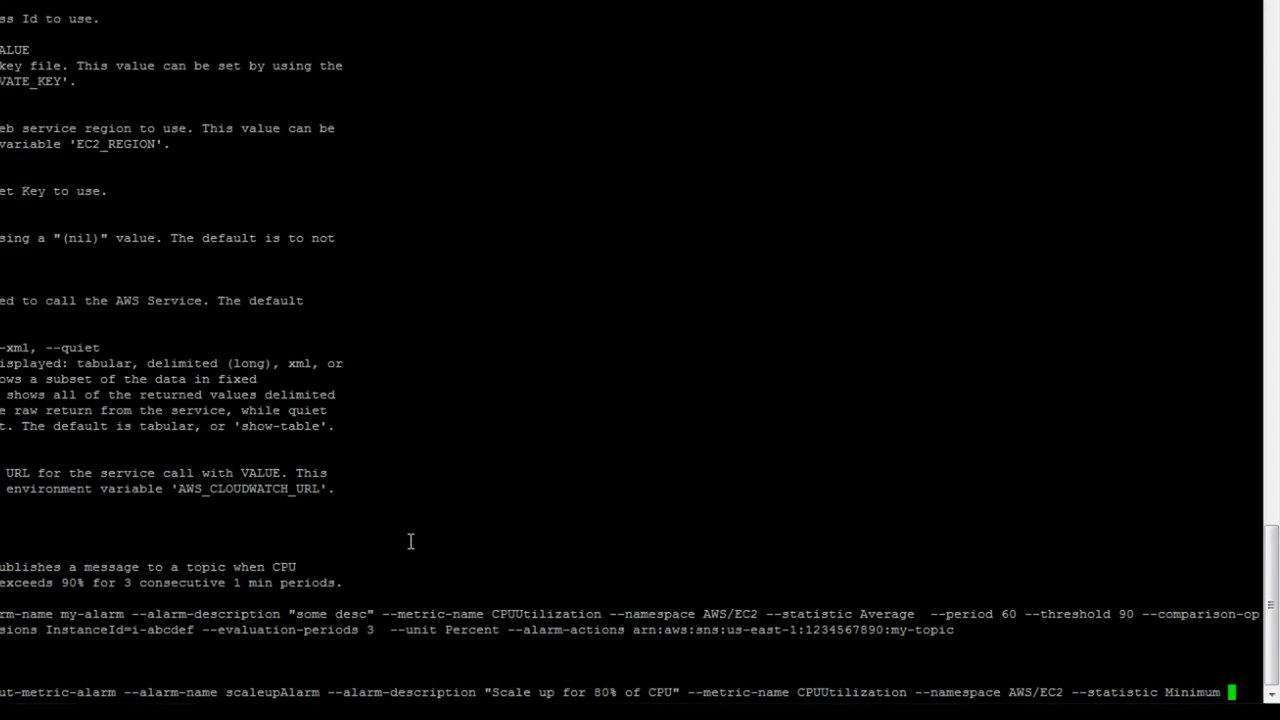 ss Id to use.
ALUE
key file. This value can be set by using the
VATE_KEY'.
eb service region to use. This value can be
variable 'EC2_REGION'.
et Key to use.
sing a "(nil)" value. The default is to not
ed to call the AWS Service. The default
-xml, --quiet
isplayed: tabular, delimited (long), xml, or
ows a subset of the data in fixed
shows all of the returned values delimited
e raw return from the service, while quiet
t. The default is tabular, or 'show-table'.
URL for the service call with VALUE. This
environment variable 'AWS_CLOUDWATCH_URL'.
ublishes a message to a topic when CPU
exceeds 90% for 3 consecutive 1 min periods.
rm-name my-alarm --alarm-description "some desc" --metric-name CPUUtilization --namespace AWS/EC2 --statistic Average  --period 60 --threshold 90 --comparison-op
sions InstanceId=i-abcdef --evaluation-periods 3  --unit Percent --alarm-actions arn:aws:sns:us-east-1:1234567890:my-topic
ut-metric-alarm --alarm-name scaleupAlarm --alarm-description "Scale up for 80% of CPU" --metric-name CPUUtilization --namespace AWS/EC2 --statistic Minimum